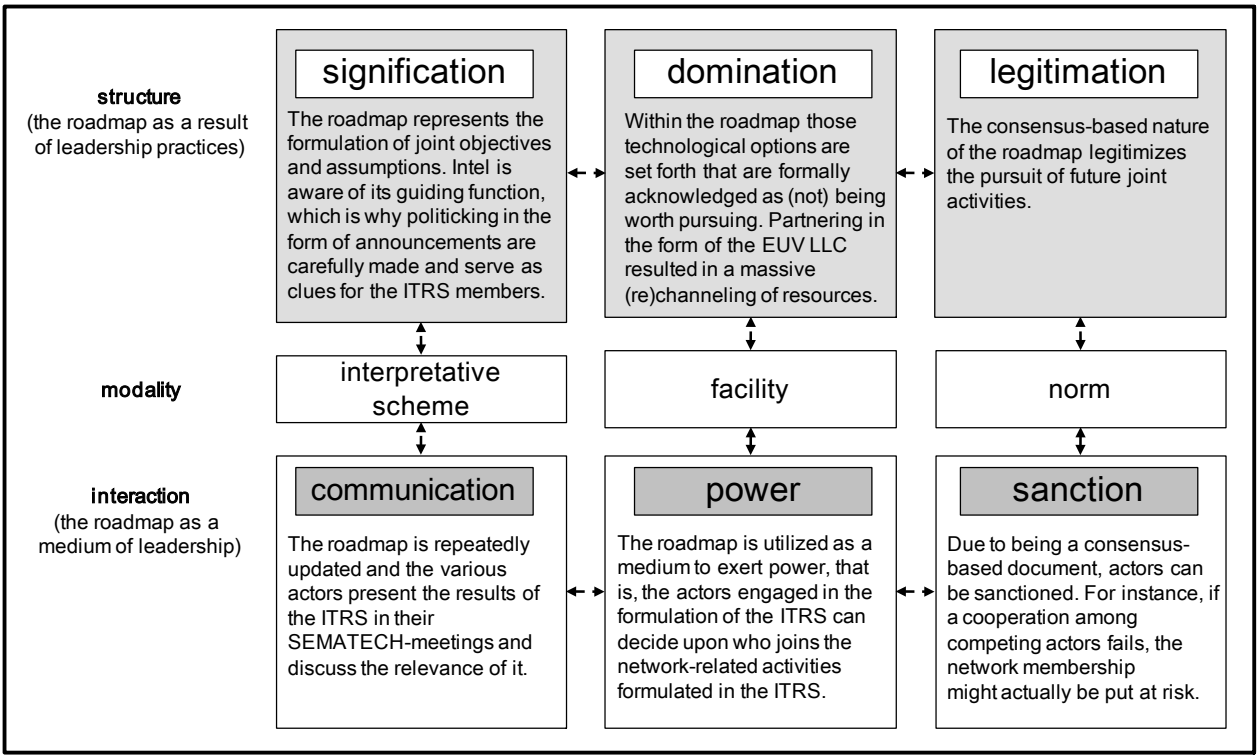 structure
(the roadmap as a result
of leadership practices)
signification
The roadmap represents the
formulation of joint objectives
and assumptions. Intel is
aware of its guiding function,
which is why politicking in the
form of announcements are
carefully made and serve as
clues for the ITRS members.
domination
Within the roadmap those
technological options are
set forth that are formally
acknowledged as (not) being
worth pursuing. Partnering in
the form of the EUV LLC
resulted in a massive
(re)channeling of resources.
legitimation
The consensus-based nature
of the roadmap legitimizes
the pursuit of future joint
activities.
modality
interpretative
scheme
facility
norm
interaction
(the roadmap as a
medium of leadership)
communication
The roadmap is repeatedly
updated and the various
actors present the results of
the ITRS in their
SEMATECH-meetings and
discuss the relevance of it.
power
The roadmap is utilized as a
medium to exert power, that
is, the actors engaged in the
formulation of the ITRS can
decide upon who joins the
network-related activities
formulated in the ITRS.
sanction
Due to being a consensus-
based document, actors can
be sanctioned. For instance, if
a cooperation among
competing actors fails, the
network membership
might actually be put at risk.